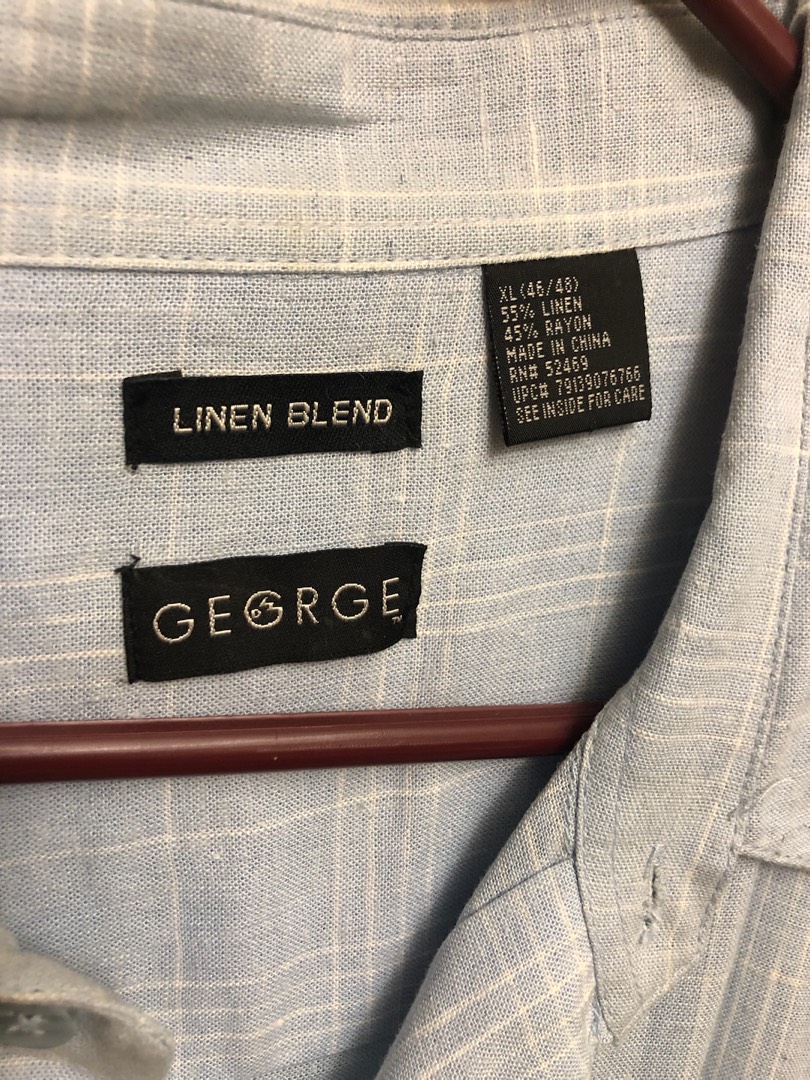 XL (46/48)
55% LINEN
45% RAYON
MADE IN CHINA
RN# 52469
UPC# 79139076766
SEE INSIDE FOR CARE
LINEN BLEND
GEORGE™